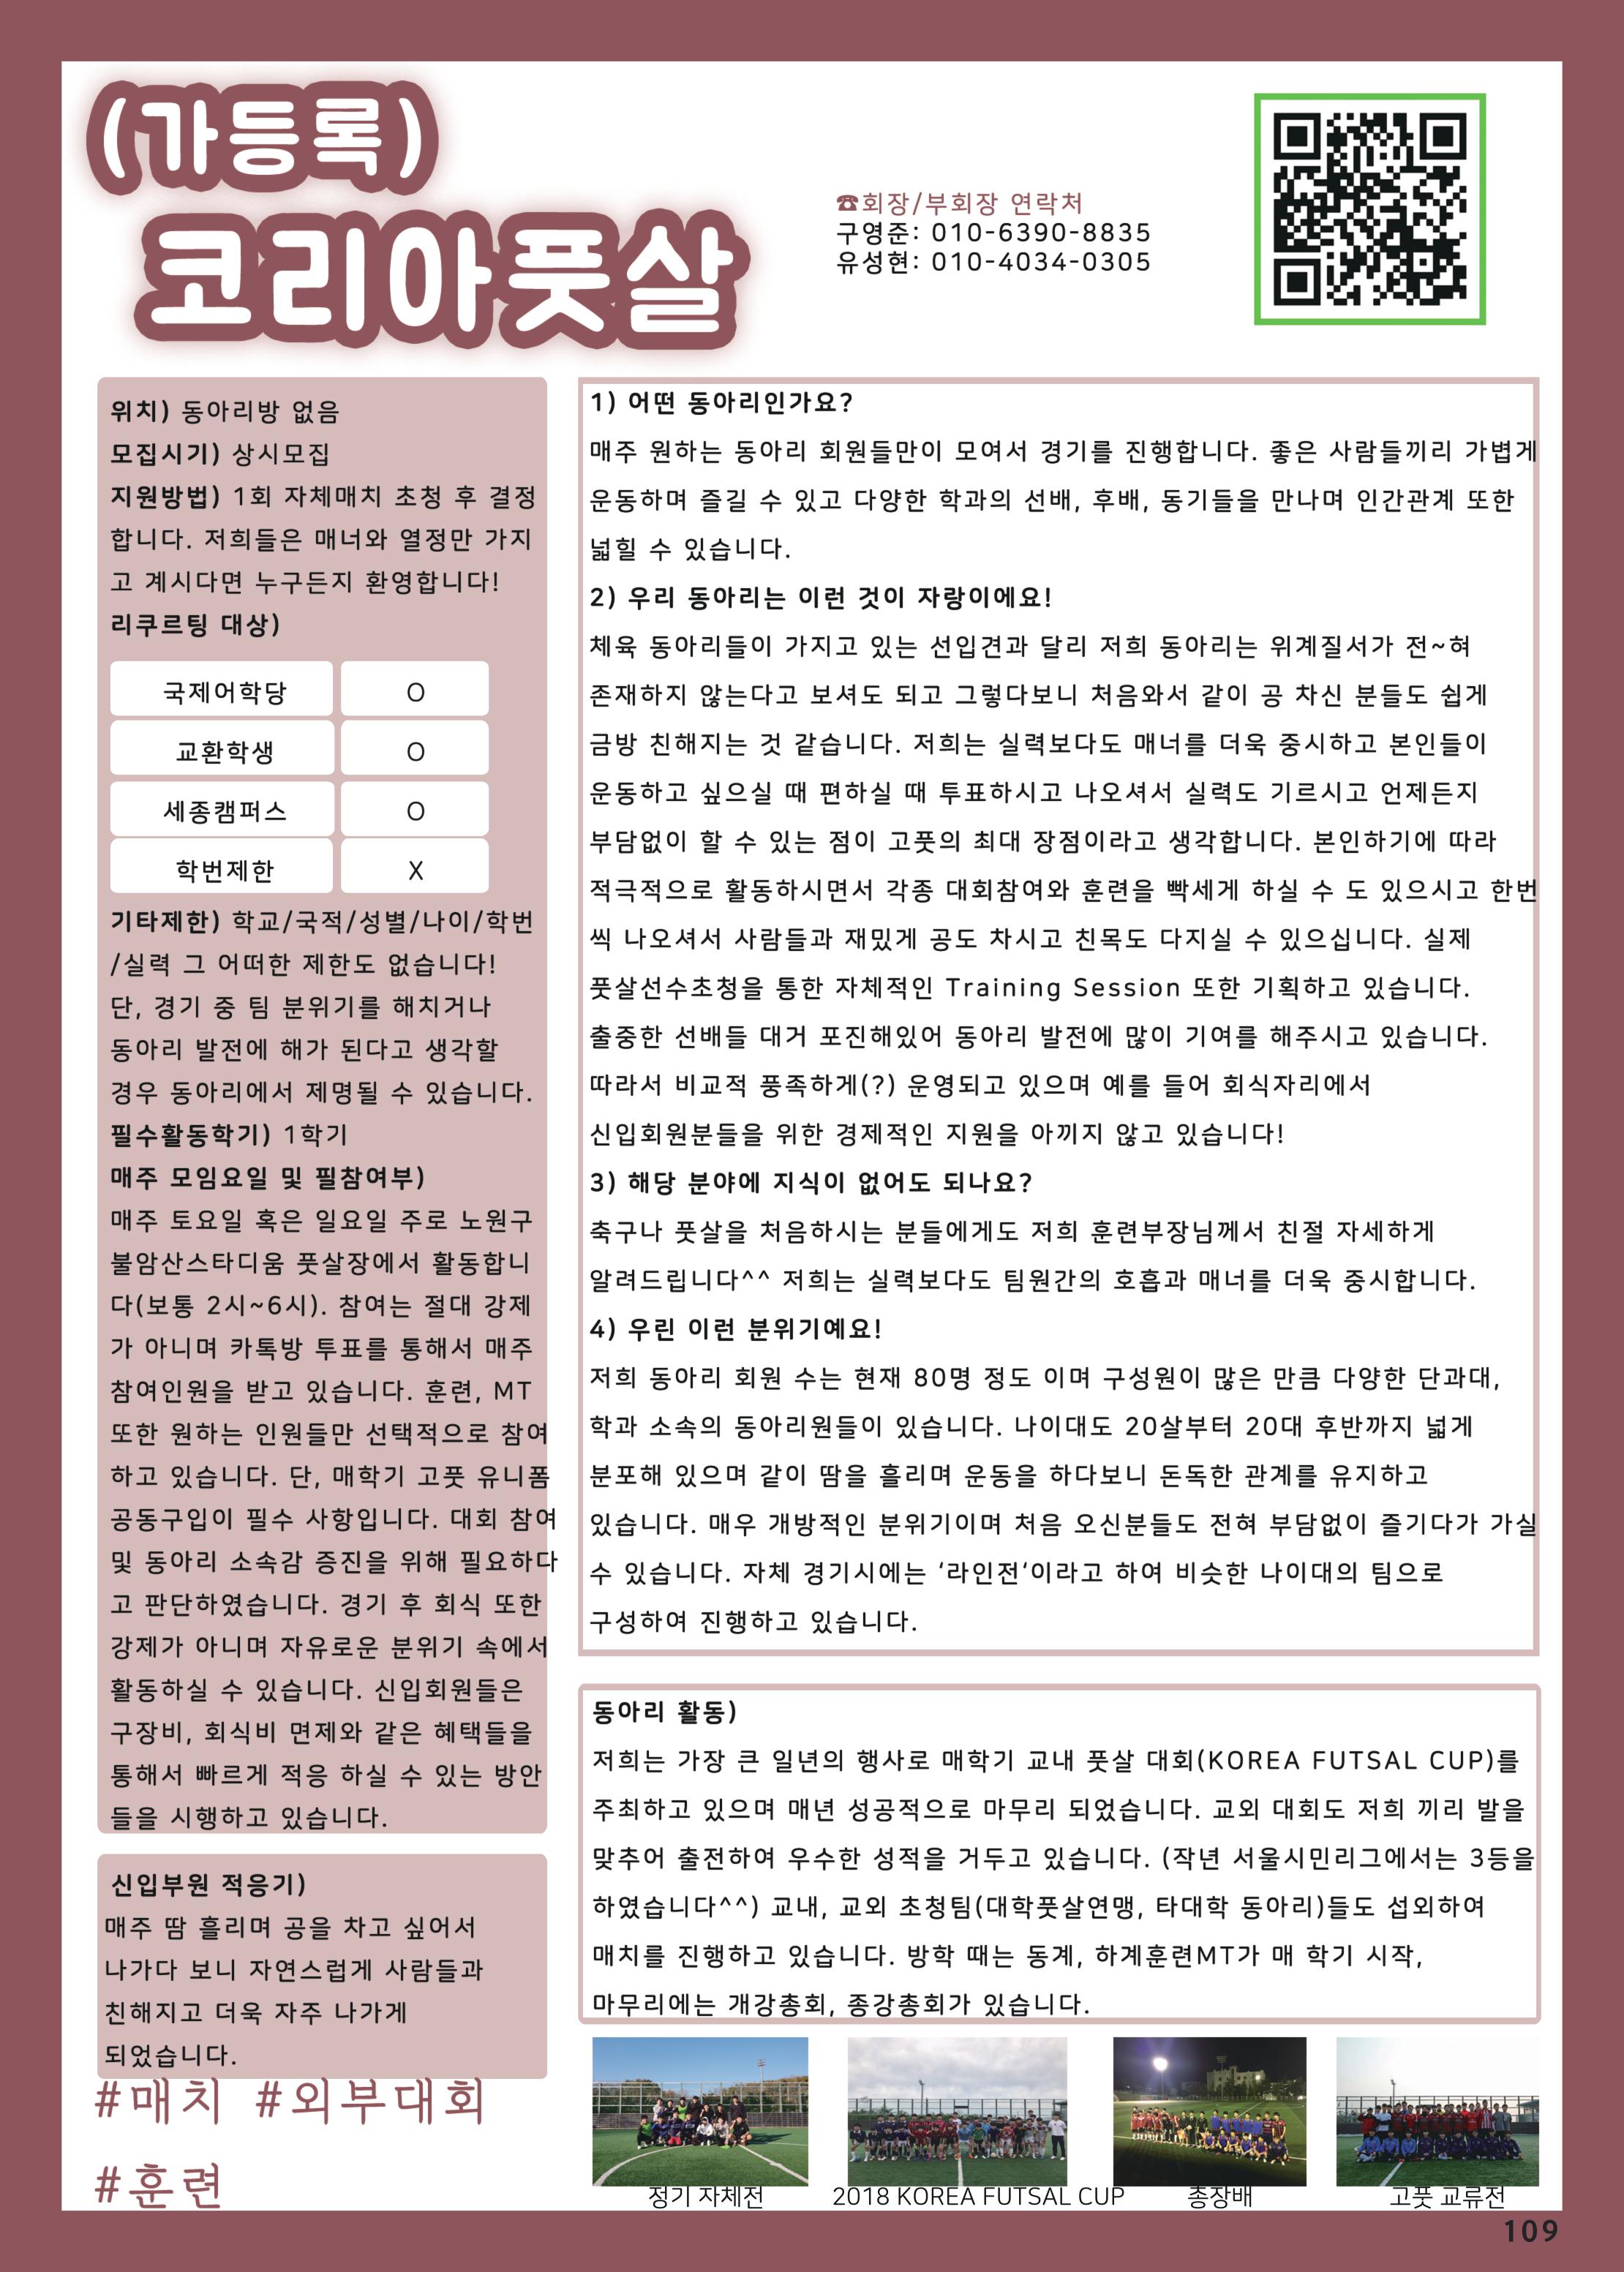 (가등록)
코리아풋살
☎회장/부회장 연락처
구영준: 010-6390-8835
유성현: 010-4034-0305
위치) 동아리방 없음
모집시기) 상시모집
지원방법) 1회 자체매치 초청 후 결정
합니다. 저희들은 매너와 열정만 가지
고 계시다면 누구든지 환영합니다!
리쿠르팅 대상)
국제어학당 O
교환학생 O
세종캠퍼스 O
학번제한 X
기타제한) 학교/국적/성별/나이/학번
/실력 그 어떠한 제한도 없습니다!
단, 경기 중 팀 분위기를 해치거나
동아리 발전에 해가 된다고 생각할
경우 동아리에서 제명될 수 있습니다.
필수활동학기) 1학기
매주 모임요일 및 필참여부)
매주 토요일 혹은 일요일 주로 노원구
불암산스타디움 풋살장에서 활동합니
다(보통 2시~6시). 참여는 절대 강제
가 아니며 카톡방 투표를 통해서 매주
참여인원을 받고 있습니다. 훈련, MT
또한 원하는 인원들만 선택적으로 참여
하고 있습니다. 단, 매학기 고풋 유니폼
공동구입이 필수 사항입니다. 대회 참여
및 동아리 소속감 증진을 위해 필요하다
고 판단하였습니다. 경기 후 회식 또한
강제가 아니며 자유로운 분위기 속에서
활동하실 수 있습니다. 신입회원들은
구장비, 회식비 면제와 같은 혜택들을
통해서 빠르게 적응 하실 수 있는 방안
들을 시행하고 있습니다.
신입부원 적응기)
매주 땀 흘리며 공을 차고 싶어서
나가다 보니 자연스럽게 사람들과
친해지고 더욱 자주 나가게
되었습니다.
#매치 #외부대회
#훈련
1) 어떤 동아리인가요?
매주 원하는 동아리 회원들만이 모여서 경기를 진행합니다. 좋은 사람들끼리 가볍게
운동하며 즐길 수 있고 다양한 학과의 선배, 후배, 동기들을 만나며 인간관계 또한
넓힐 수 있습니다.
2) 우리 동아리는 이런 것이 자랑이에요!
체육 동아리들이 가지고 있는 선입견과 달리 저희 동아리는 위계질서가 전~혀
존재하지 않는다고 보셔도 되고 그렇다보니 처음와서 같이 공 차신 분들도 쉽게
금방 친해지는 것 같습니다. 저희는 실력보다도 매너를 더욱 중시하고 본인들이
운동하고 싶으실 때 편하실 때 투표하시고 나오셔서 실력도 기르시고 언제든지
부담없이 할 수 있는 점이 고풋의 최대 장점이라고 생각합니다. 본인하기에 따라
적극적으로 활동하시면서 각종 대회참여와 훈련을 빡세게 하실 수 도 있으시고 한번
씩 나오셔서 사람들과 재밌게 공도 차시고 친목도 다지실 수 있으십니다. 실제
풋살선수초청을 통한 자체적인 Training Session 또한 기획하고 있습니다.
출중한 선배들 대거 포진해있어 동아리 발전에 많이 기여를 해주시고 있습니다.
따라서 비교적 풍족하게(?) 운영되고 있으며 예를 들어 회식자리에서
신입회원분들을 위한 경제적인 지원을 아끼지 않고 있습니다!
3) 해당 분야에 지식이 없어도 되나요?
축구나 풋살을 처음하시는 분들에게도 저희 훈련부장님께서 친절 자세하게
알려드립니다^^ 저희는 실력보다도 팀원간의 호흡과 매너를 더욱 중시합니다.
4) 우린 이런 분위기예요!
저희 동아리 회원 수는 현재 80명 정도 이며 구성원이 많은 만큼 다양한 단과대,
학과 소속의 동아리원들이 있습니다. 나이대도 20살부터 20대 후반까지 넓게
분포해 있으며 같이 땀을 흘리며 운동을 하다보니 돈독한 관계를 유지하고
있습니다. 매우 개방적인 분위기이며 처음 오신분들도 전혀 부담없이 즐기다가 가실
수 있습니다. 자체 경기시에는 ‘라인전‘이라고 하여 비슷한 나이대의 팀으로
구성하여 진행하고 있습니다.
동아리 활동)
저희는 가장 큰 일년의 행사로 매학기 교내 풋살 대회(KOREA FUTSAL CUP)를
주최하고 있으며 매년 성공적으로 마무리 되었습니다. 교외 대회도 저희 끼리 발을
맞추어 출전하여 우수한 성적을 거두고 있습니다. (작년 서울시민리그에서는 3등을
하였습니다^^) 교내, 교외 초청팀(대학풋살연맹, 타대학 동아리)들도 섭외하여
매치를 진행하고 있습니다. 방학 때는 동계, 하계훈련MT가 매 학기 시작,
마무리에는 개강총회, 종강총회가 있습니다.
정기 자체전
2018 KOREA FUTSAL CUP
총장배
고풋 교류전
109